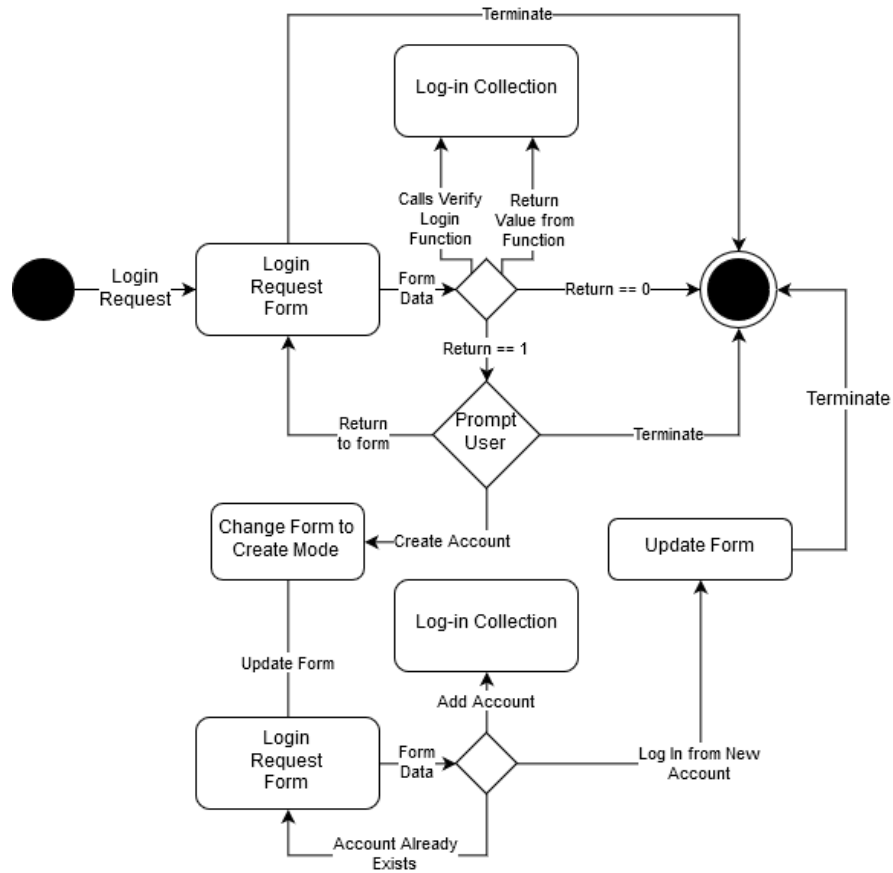 Terminate
Log-in Collection
Calls Verify
Login
Function
Return
Value from
Function
Login
Request
Login
Request
Form
Form
Data
Return == 0
Return == 1
Terminate
Return
to form
Prompt
User
Terminate
Change Form to
Create Mode
Create Account
Update Form
Log-in Collection
Update Form
Add Account
Login
Request
Form
Form
Data
Log In from New
Account
Account Already
Exists